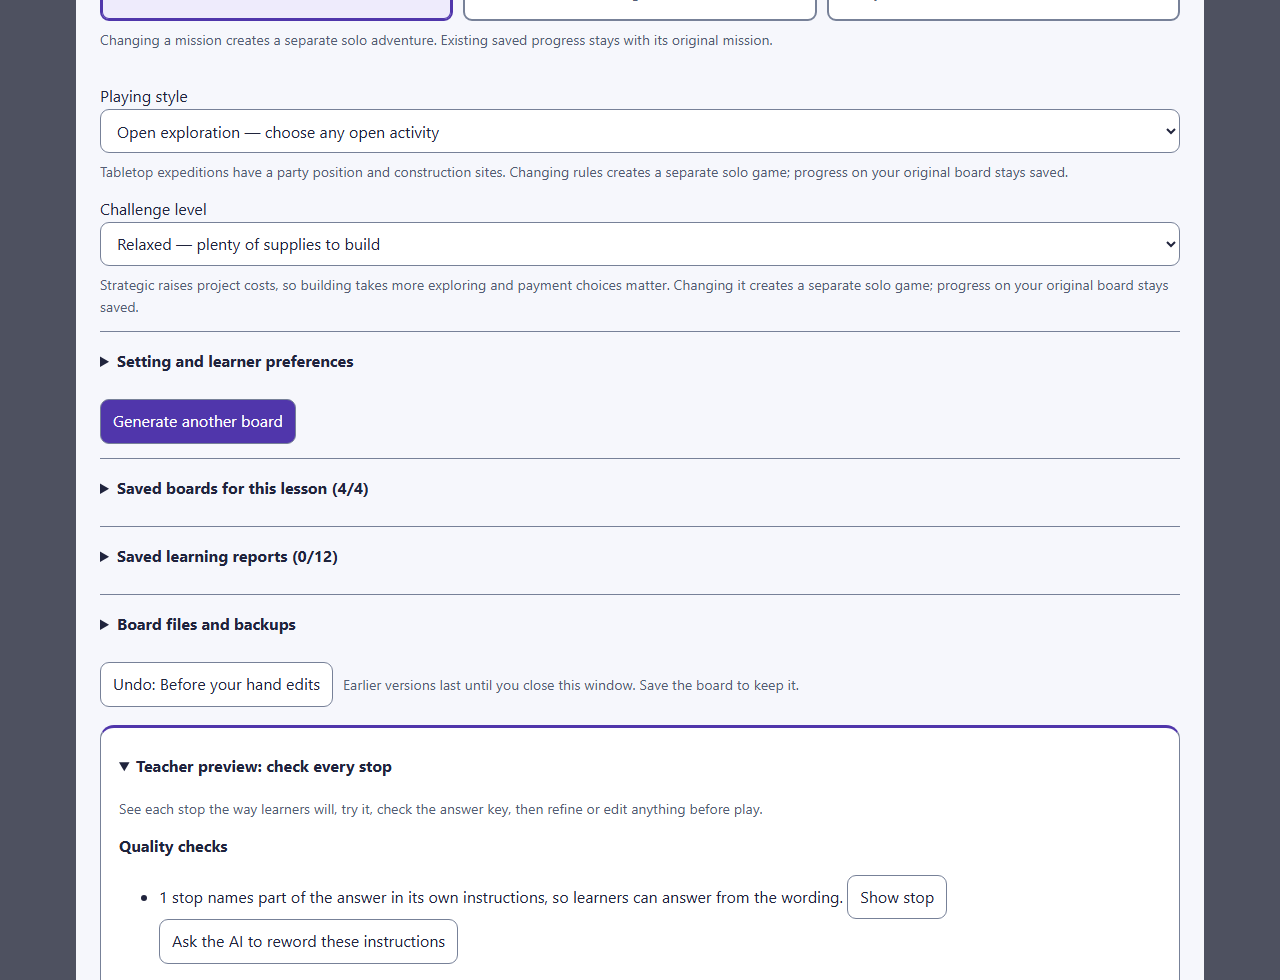 Changing a mission creates a separate solo adventure. Existing saved progress stays with its original mission.
Playing style
Open exploration — choose any open activity
Tabletop expeditions have a party position and construction sites. Changing rules creates a separate solo game; progress on your original board stays saved.
Challenge level
Relaxed — plenty of supplies to build
Strategic raises project costs, so building takes more exploring and payment choices matter. Changing it creates a separate solo game; progress on your original board stays
saved.
Setting and learner preferences
Generate another board
Saved boards for this lesson (4/4)
Saved learning reports (0/12)
Board files and backups
Undo: Before your hand edits Earlier versions last until you close this window. Save the board to keep it.
Teacher preview: check every stop
See each stop the way learners will, try it, check the answer key, then refine or edit anything before play.
Quality checks
1 stop names part of the answer in its own instructions, so learners can answer from the wording. Show stop
Ask the AI to reword these instructions